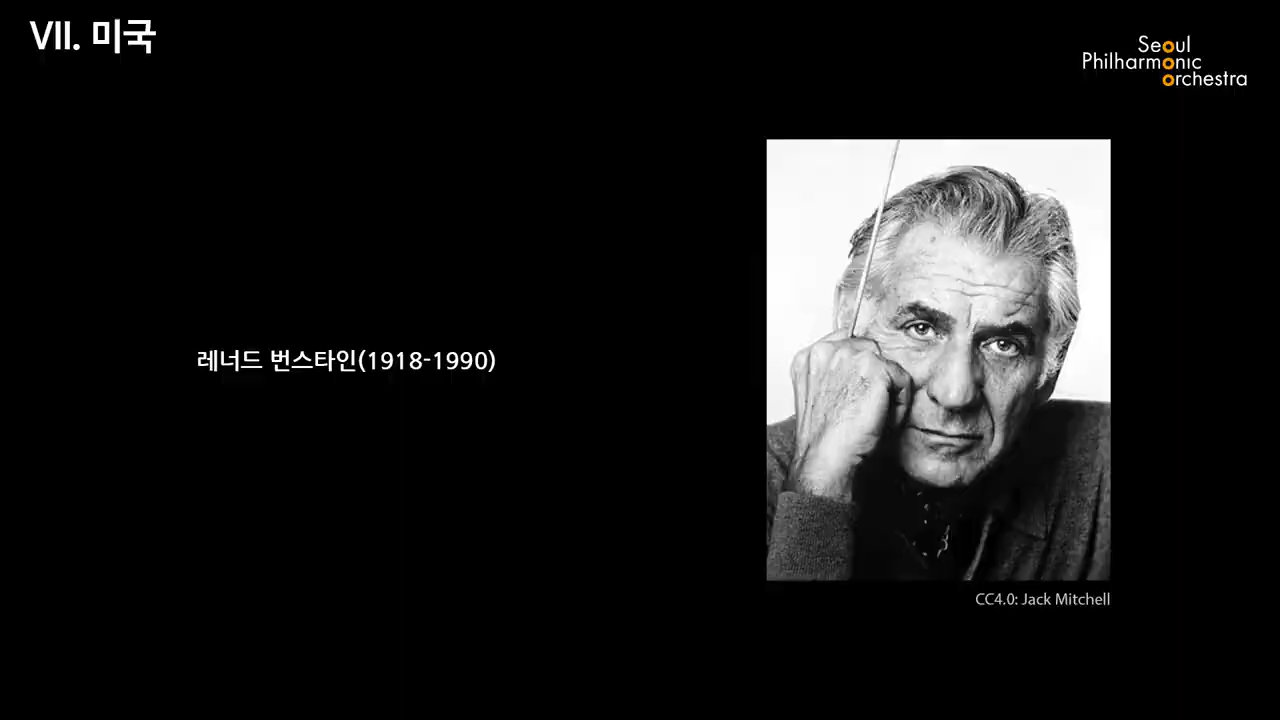 VII. 미국
Seoul
Philharmonic
orchestra
레너드 번스타인(1918-1990)
CC4.0: Jack Mitchell